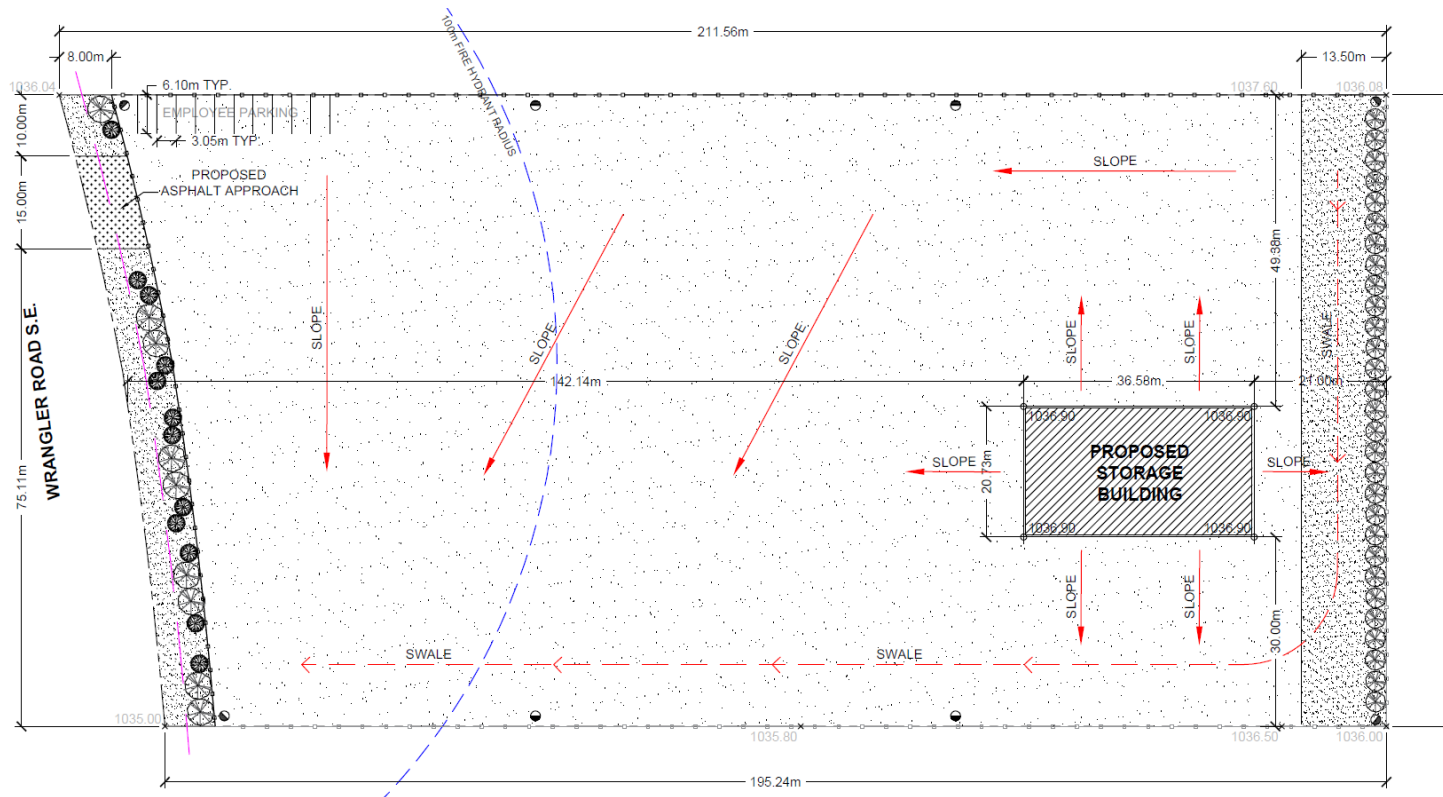 211.56m
8.00m
13.50m
100m FIRE HYDRANT RADIUS
1036.04
6.10m TYP.
1037.60
1036.08
EMPLOYEE PARKING
10.00m
3.05m TYP.
SLOPE
PROPOSED
ASPHALT APPROACH
15.00m
49.38m
SLOPE
SLOPE
SLOPE
SLOPE
SLOPE
SWALE
WRANGLER ROAD S.E.
142.14m
36.58m
21.00m
1036.90
1036.90
PROPOSED
STORAGE
BUILDING
20.73m
SLOPE
SLOPE
75.11m
1036.90
1036.90
SLOPE
SLOPE
30.00m
SWALE
SWALE
1035.00
1035.80
1036.50
1036.00
195.24m